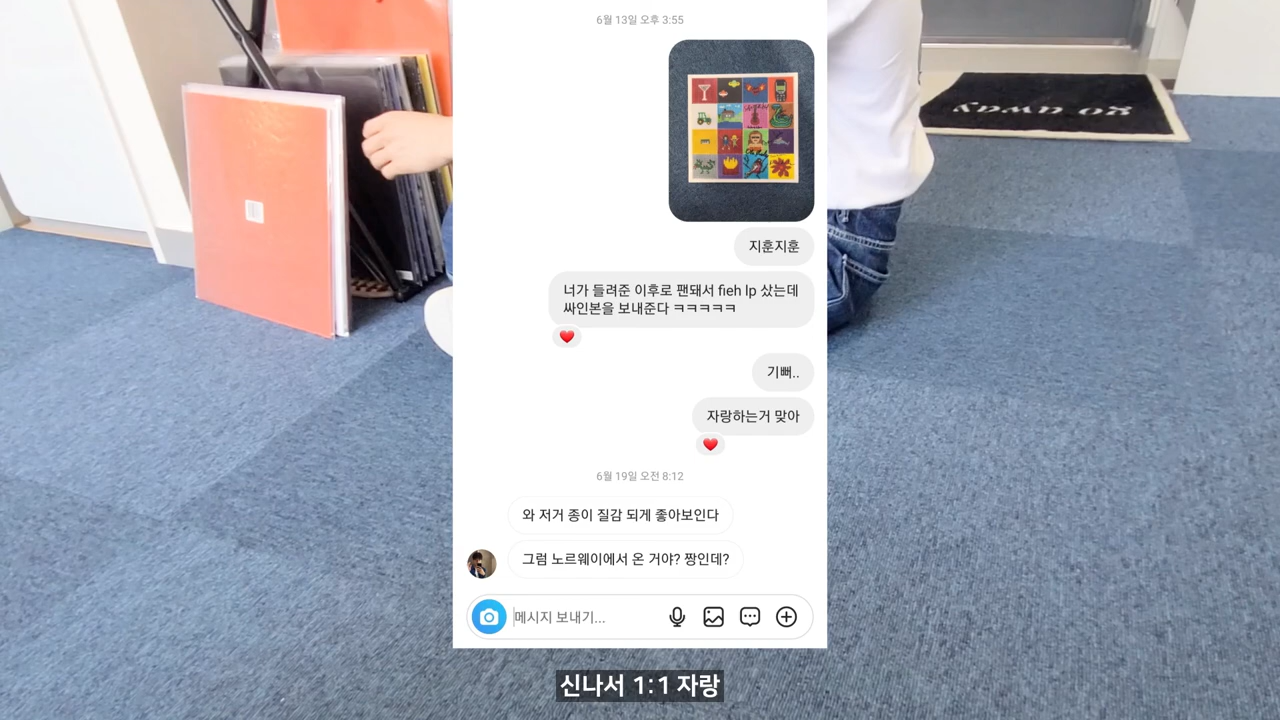 6월 13일 오후 3:55
지훈지훈
너가 들려준 이후로 팬돼서 fieh lp 샀는데
싸인본을 보내준다 ㅋㅋㅋㅋㅋ
기뻐..
자랑하는거 맞아
6월 19일 오전 8:12
와 저거 종이 질감 되게 좋아보인다
그럼 노르웨이에서 온 거야? 짱인데?
메시지 보내기...
신나서 1:1 자랑